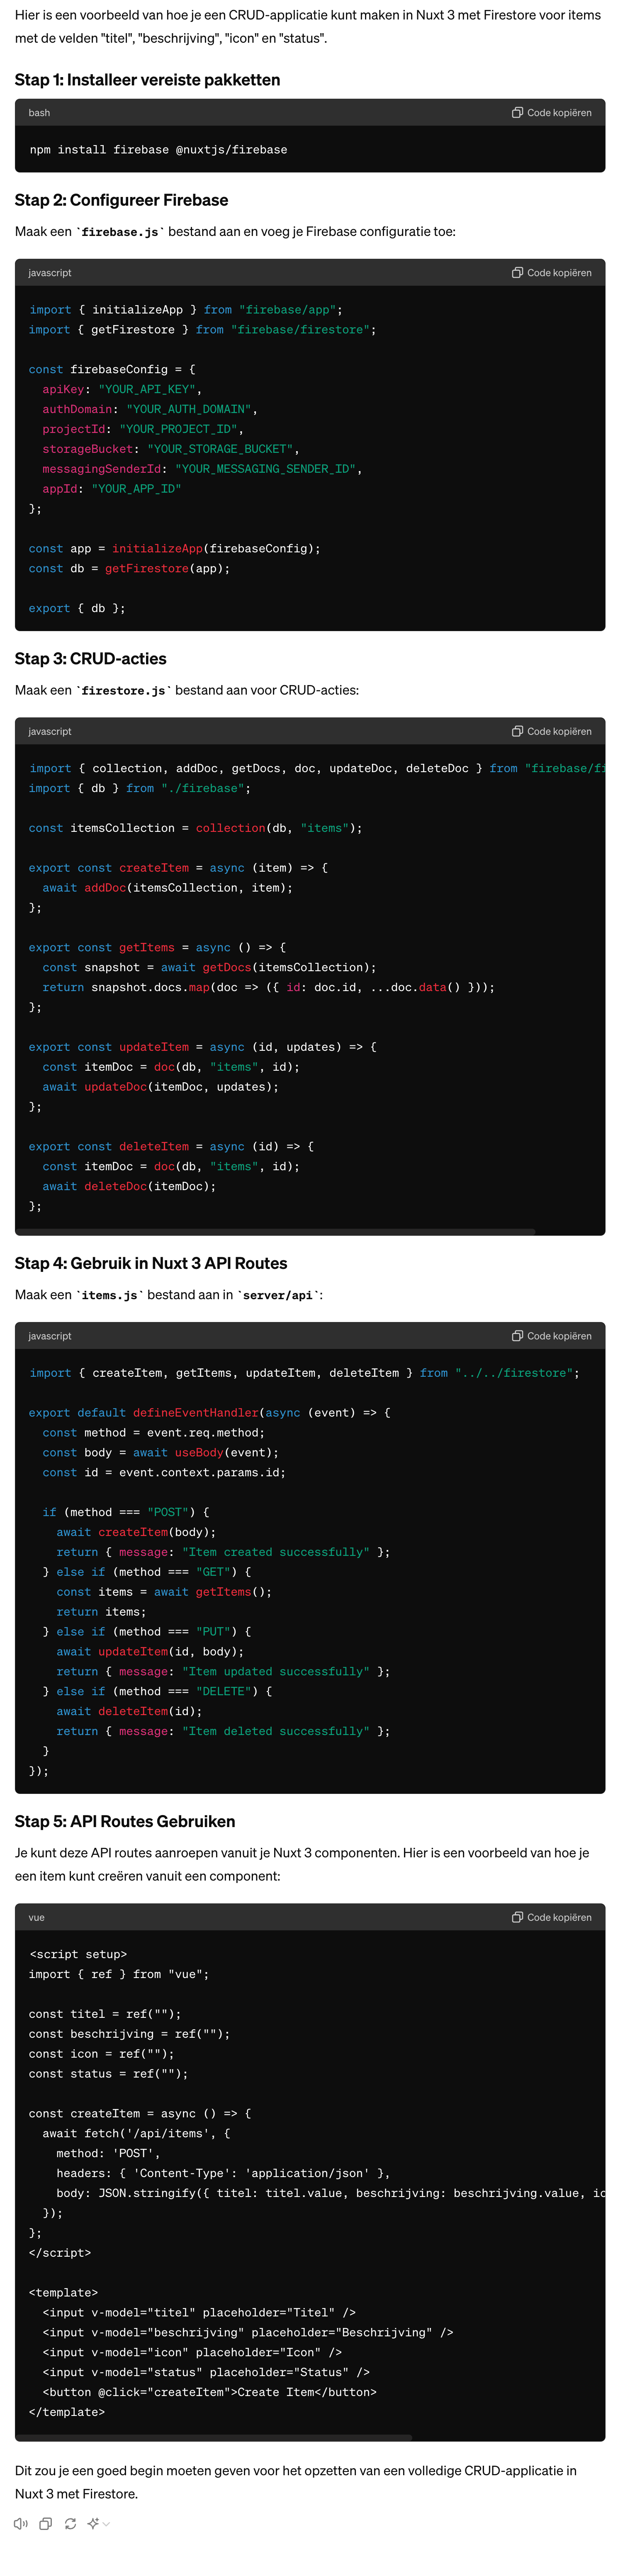 Hier is een voorbeeld van hoe je een CRUD-applicatie kunt maken in Nuxt 3 met Firestore voor items
met de velden "titel", "beschrijving", "icon" en "status".
Stap 1: Installeer vereiste pakketten
bash Code kopiëren
npm install firebase @nuxtjs/firebase
Stap 2: Configureer Firebase
Maak een `firebase.js` bestand aan en voeg je Firebase configuratie toe:
javascript Code kopiëren
import { initializeApp } from "firebase/app";
import { getFirestore } from "firebase/firestore";
const firebaseConfig = {
  apiKey: "YOUR_API_KEY",
  authDomain: "YOUR_AUTH_DOMAIN",
  projectId: "YOUR_PROJECT_ID",
  storageBucket: "YOUR_STORAGE_BUCKET",
  messagingSenderId: "YOUR_MESSAGING_SENDER_ID",
  appId: "YOUR_APP_ID"
};
const app = initializeApp(firebaseConfig);
const db = getFirestore(app);
export { db };
Stap 3: CRUD-acties
Maak een `firestore.js` bestand aan voor CRUD-acties:
javascript Code kopiëren
import { collection, addDoc, getDocs, doc, updateDoc, deleteDoc } from "firebase/fi
import { db } from "./firebase";
const itemsCollection = collection(db, "items");
export const createItem = async (item) => {
  await addDoc(itemsCollection, item);
};
export const getItems = async () => {
  const snapshot = await getDocs(itemsCollection);
  return snapshot.docs.map(doc => ({ id: doc.id, ...doc.data() }));
};
export const updateItem = async (id, updates) => {
  const itemDoc = doc(db, "items", id);
  await updateDoc(itemDoc, updates);
};
export const deleteItem = async (id) => {
  const itemDoc = doc(db, "items", id);
  await deleteDoc(itemDoc);
};
Stap 4: Gebruik in Nuxt 3 API Routes
Maak een `items.js` bestand aan in `server/api`:
javascript Code kopiëren
import { createItem, getItems, updateItem, deleteItem } from "../../firestore";
export default defineEventHandler(async (event) => {
  const method = event.req.method;
  const body = await useBody(event);
  const id = event.context.params.id;
  if (method === "POST") {
    await createItem(body);
    return { message: "Item created successfully" };
  } else if (method === "GET") {
    const items = await getItems();
    return items;
  } else if (method === "PUT") {
    await updateItem(id, body);
    return { message: "Item updated successfully" };
  } else if (method === "DELETE") {
    await deleteItem(id);
    return { message: "Item deleted successfully" };
  }
});
Stap 5: API Routes Gebruiken
Je kunt deze API routes aanroepen vanuit je Nuxt 3 componenten. Hier is een voorbeeld van hoe je
een item kunt creëren vanuit een component:
vue Code kopiëren
<script setup>
import { ref } from "vue";
const titel = ref("");
const beschrijving = ref("");
const icon = ref("");
const status = ref("");
const createItem = async () => {
  await fetch('/api/items', {
    method: 'POST',
    headers: { 'Content-Type': 'application/json' },
    body: JSON.stringify({ titel: titel.value, beschrijving: beschrijving.value, ic
  });
};
</script>
<template>
  <input v-model="titel" placeholder="Titel" />
  <input v-model="beschrijving" placeholder="Beschrijving" />
  <input v-model="icon" placeholder="Icon" />
  <input v-model="status" placeholder="Status" />
  <button @click="createItem">Create Item</button>
</template>
Dit zou je een goed begin moeten geven voor het opzetten van een volledige CRUD-applicatie in
Nuxt 3 met Firestore.